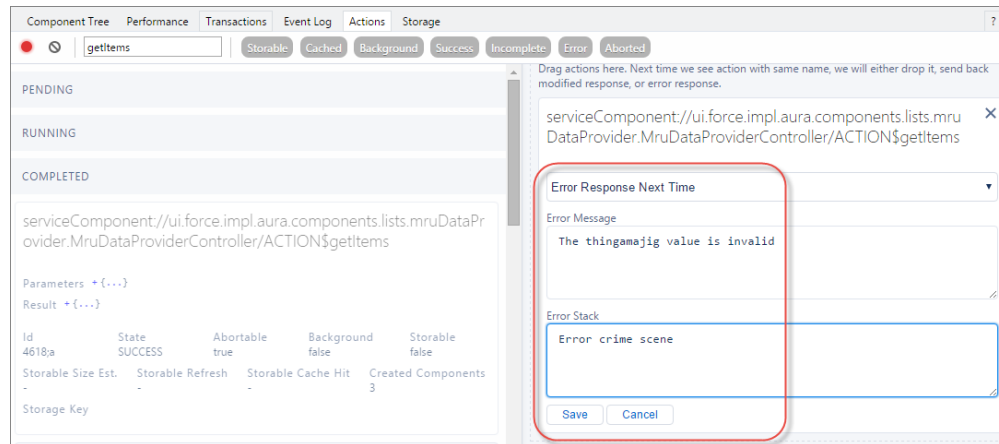 Component Tree Performance Transactions Event Log Actions Storage ?
getItems Storable Cached Background Success Incomplete Error Aborted
PENDING
RUNNING
COMPLETED
serviceComponent://ui.force.impl.aura.components.lists.mruDataPr
ovider.MruDataProviderController/ACTION$getItems
Parameters +{...}
Result +{...}
Id State Abortable Background Storable
4618;a SUCCESS true false false
Storable Size Est. Storable Refresh Storable Cache Hit Created Components
- - - 3
Storage Key
Drag actions here. Next time we see action with same name, we will either drop it, send back
modified response, or error response.
serviceComponent://ui.force.impl.aura.components.lists.mru
DataProvider.MruDataProviderController/ACTION$getItems
Error Response Next Time
Error Message
The thingamajig value is invalid
Error Stack
Error crime scene
Save Cancel